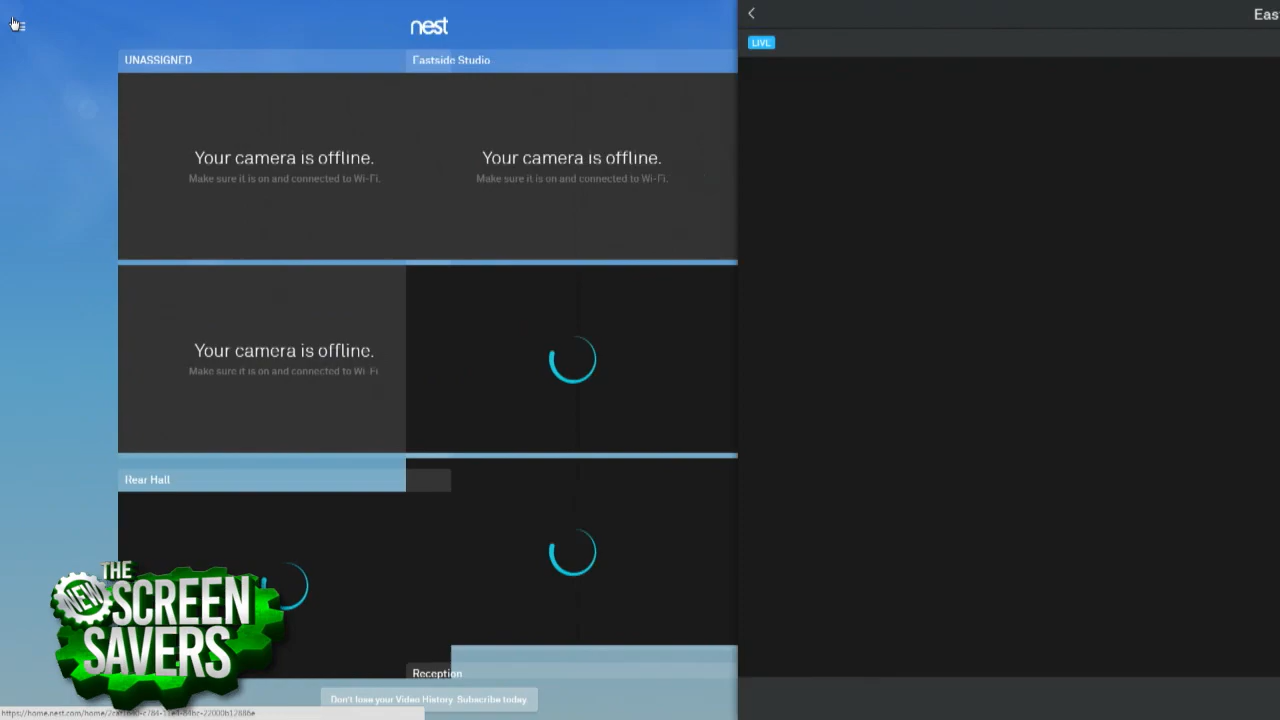 nest
Eas
LIVE
UNASSIGNED
Eastside Studio
Your camera is offline.
Make sure it is on and connected to Wi-Fi.
Your camera is offline.
Make sure it is on and connected to Wi-Fi.
Your camera is offline.
Make sure it is on and connected to Wi-Fi
Rear Hall
THE
NEW
SCREEN
SAVERS
Reception
Don't lose your Video History. Subscribe today.